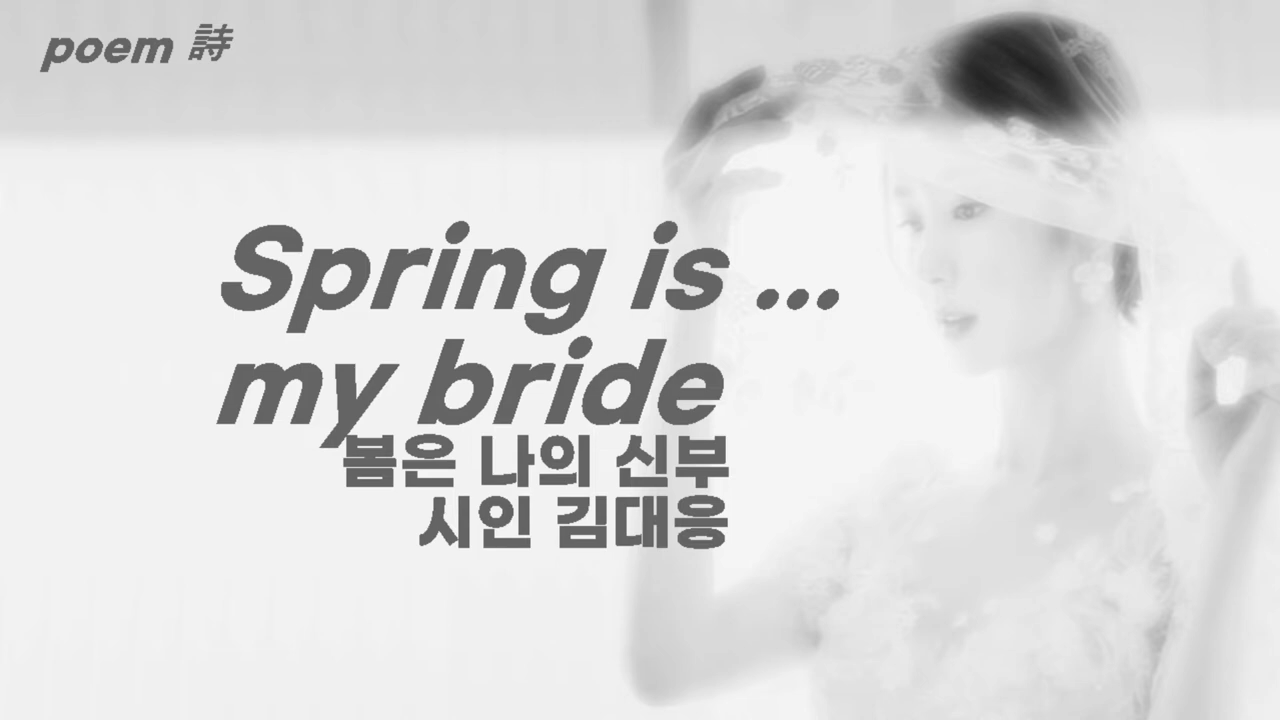 poem 詩
Spring is ...
my bride
봄은 나의 신부
시인 김대응